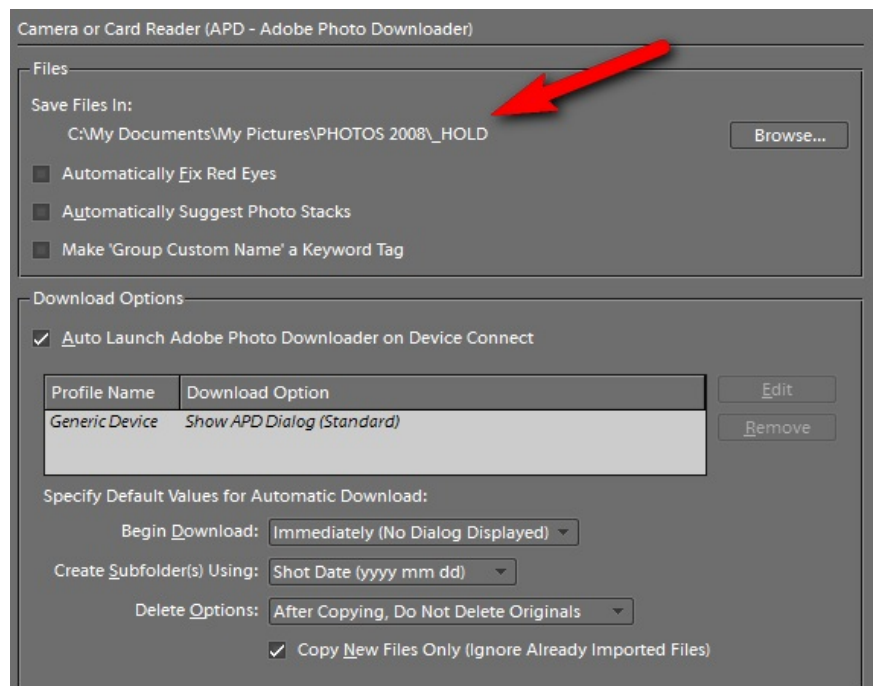 Camera or Card Reader (APD - Adobe Photo Downloader)
Files
Save Files In:
C:\My Documents\My Pictures\PHOTOS 2008\_HOLD
Browse...
Automatically Fix Red Eyes
Automatically Suggest Photo Stacks
Make 'Group Custom Name' a Keyword Tag
Download Options
Auto Launch Adobe Photo Downloader on Device Connect
Profile Name Download Option
Edit
Generic Device Show APD Dialog (Standard)
Remove
Specify Default Values for Automatic Download:
Begin Download: Immediately (No Dialog Displayed)
Create Subfolder(s) Using: Shot Date (yyyy mm dd)
Delete Options: After Copying, Do Not Delete Originals
Copy New Files Only (Ignore Already Imported Files)